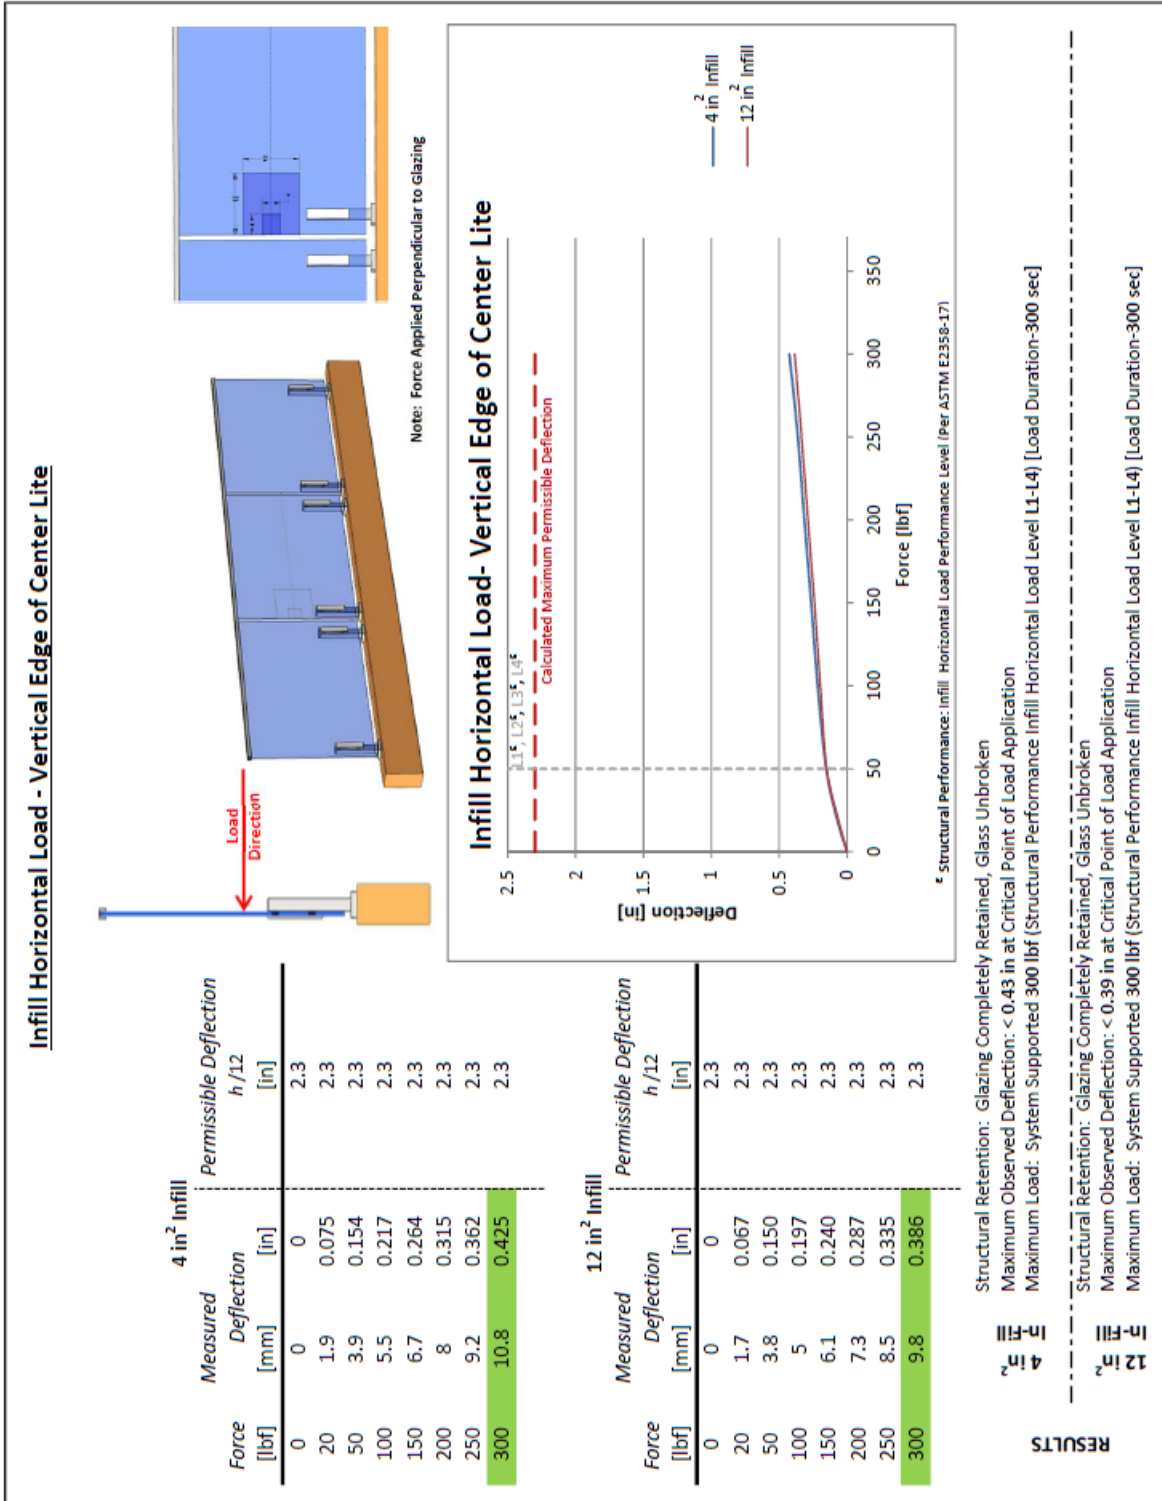 Infill Horizontal Load - Vertical Edge of Center Lite
4 in² Infill
Force Measured Deflection Permissible Deflection h/12
[lbf] [mm] [in] [in]
0 0 0 2.3
20 1.9 0.075 2.3
50 3.9 0.154 2.3
100 5.5 0.217 2.3
150 6.7 0.264 2.3
200 8 0.315 2.3
250 9.2 0.362 2.3
300 10.8 0.425 2.3
12 in² Infill
Force Measured Deflection Permissible Deflection h/12
[lbf] [mm] [in] [in]
0 0 0 2.3
20 1.7 0.067 2.3
50 3.8 0.150 2.3
100 5 0.197 2.3
150 6.1 0.240 2.3
200 7.3 0.287 2.3
250 8.5 0.335 2.3
300 9.8 0.386 2.3
Load
Direction
Note: Force Applied Perpendicular to Glazing
Infill Horizontal Load- Vertical Edge of Center Lite
L1ᵋ, L2ᵋ, L3ᵋ, L4ᵋ
Calculated Maximum Permissible Deflection
2.5
2
1.5
1
0.5
0
Deflection [in]
0 50 100 150 200 250 300 350
Force [lbf]
4 in² Infill
12 in² Infill
ᵋ Structural Performance: Infill Horizontal Load Performance Level (Per ASTM E2358-17)
RESULTS
4 in²
In-Fill
Structural Retention: Glazing Completely Retained, Glass Unbroken
Maximum Observed Deflection: < 0.43 in at Critical Point of Load Application
Maximum Load: System Supported 300 lbf (Structural Performance Infill Horizontal Load Level L1-L4) [Load Duration-300 sec]
12 in²
In-Fill
Structural Retention: Glazing Completely Retained, Glass Unbroken
Maximum Observed Deflection: < 0.39 in at Critical Point of Load Application
Maximum Load: System Supported 300 lbf (Structural Performance Infill Horizontal Load Level L1-L4) [Load Duration-300 sec]